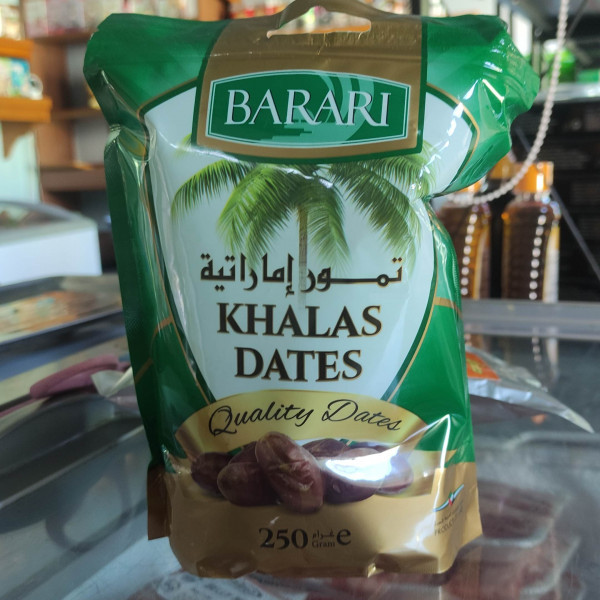 BARARI
تمور إماراتية
KHALAS
DATES
Quality Dates
250 غرام e
Gram